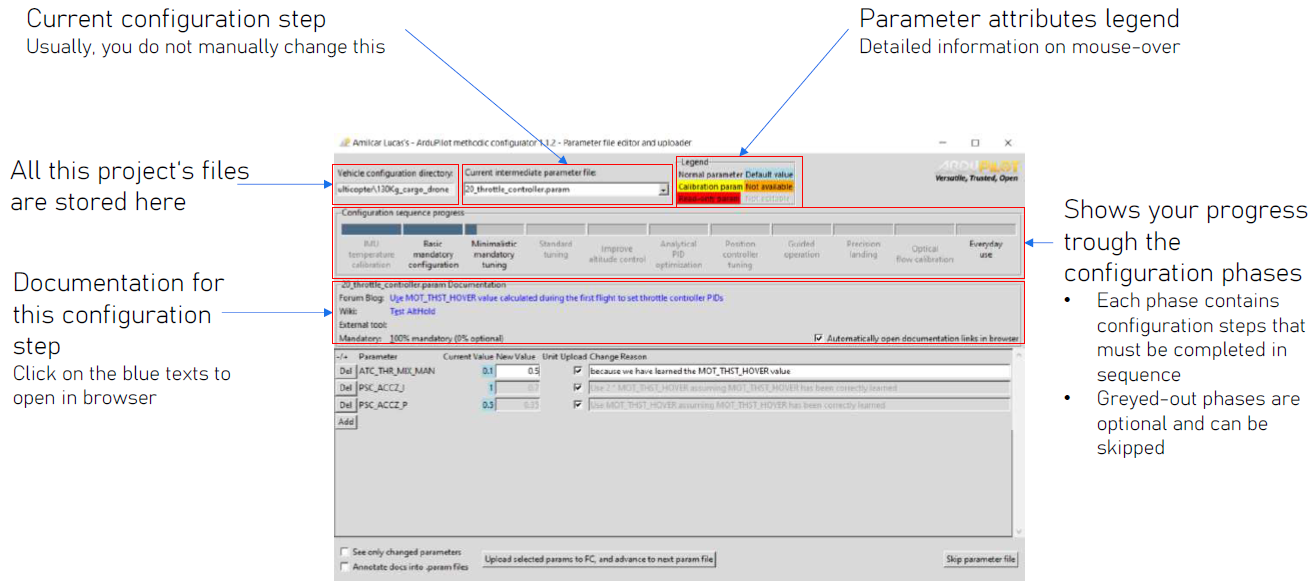 Current configuration step
Usually, you do not manually change this
Parameter attributes legend
Detailed information on mouse-over
All this project's files
are stored here
Documentation for
this configuration
step
Click on the blue texts to
open in browser
Amilcar Lucas's - ArduPilot methodic configurator 1.1.2 - Parameter file editor and uploader
Vehicle configuration directory:
ulticopter/\130Kg_cargo_drone
Current intermediate parameter file:
20_throttle_controller.param
Legend
Normal parameter Default value
Calibration param Not available
Read-only param Not editable
ARDUPILOT
Versatile, Trusted, Open
Configuration sequence progress
IMU
temperature
calibration
Basic
mandatory
configuration
Minimalistic
mandatory
tuning
Standard
tuning
Improve
altitude control
Analytical
PID
optimization
Position
controller
tuning
Guided
operation
Precision
landing
Optical
flow calibration
Everyday
use
20_throttle_controller.param Documentation
Forum Blog: Use MOT_THST_HOVER value calculated during the first flight to set throttle controller PIDs
Wiki: Test AltHold
External tool:
Mandatory: 100% mandatory (0% optional)
Automatically open documentation links in browser
-/+ Parameter Current Value New Value Unit Upload Change Reason
Del ATC_THR_MIX_MAN 0.1 0.5 because we have learned the MOT_THST_HOVER value
Del PSC_ACCZ_I 1 0.7 Use 2 * MOT_THST_HOVER assuming MOT_THST_HOVER has been correctly learned
Del PSC_ACCZ_P 0.5 0.35 Use MOT_THST_HOVER assuming MOT_THST_HOVER has been correctly learned
Add
See only changed parameters
Annotate docs into .param files
Upload selected params to FC, and advance to next param file
Skip parameter file
Shows your progress
trough the
configuration phases
• Each phase contains
configuration steps that
must be completed in
sequence
• Greyed-out phases are
optional and can be
skipped